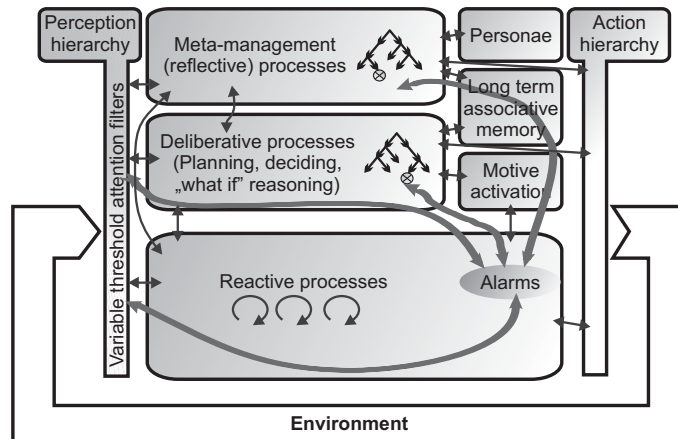 Perception
hierarchy
Variable threshold attention filters
Meta-management
(reflective) processes
Personae
Action
hierarchy
Long term
associative
memory
Deliberative processes
(Planning, deciding,
„what if” reasoning)
Motive
activation
Reactive processes
Alarms
Environment